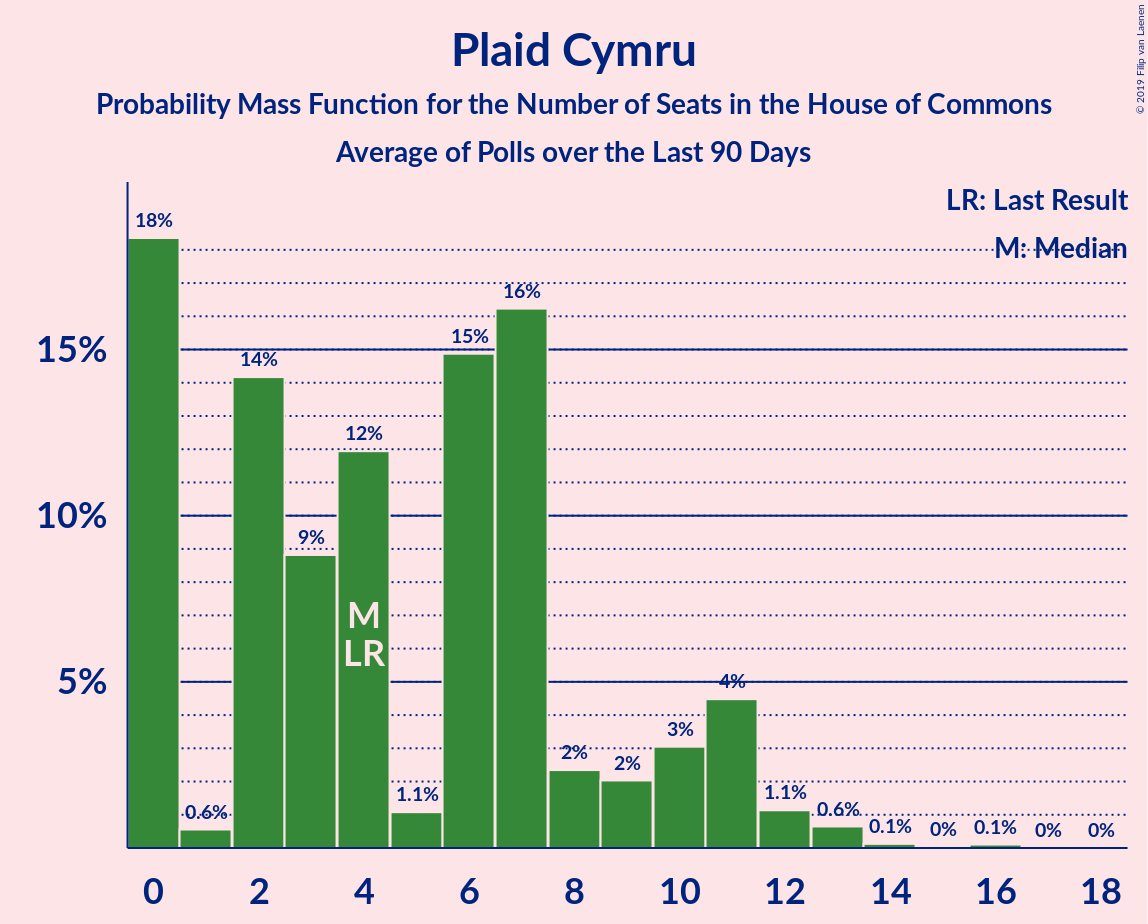 Plaid Cymru
Probability Mass Function for the Number of Seats in the House of Commons
Average of Polls over the Last 90 Days
© 2019 Filip van Laenen
LR: Last Result
M: Median
15%
10%
5%
18%
0.6%
14%
9%
12%
1.1%
15%
16%
2%
2%
3%
4%
1.1%
0.6%
0.1%
0%
0.1%
0%
0%
M
LR
0 2 4 6 8 10 12 14 16 18